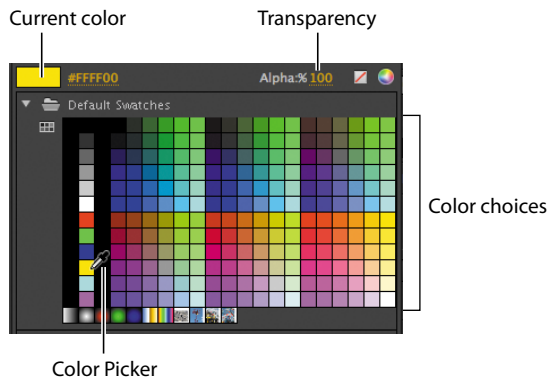 Current color
Transparency
#FFFF00 Alpha:% 100
Default Swatches
Color choices
Color Picker